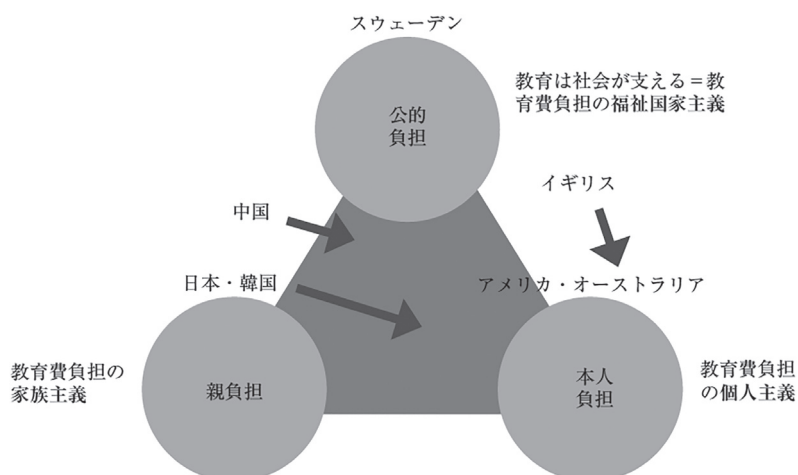 スウェーデン
公的
負担
教育は社会が支える＝教
育費負担の福祉国家主義
イギリス
中国
日本・韓国
アメリカ・オーストラリア
教育費負担の
家族主義
親負担
本人
負担
教育費負担
の個人主義